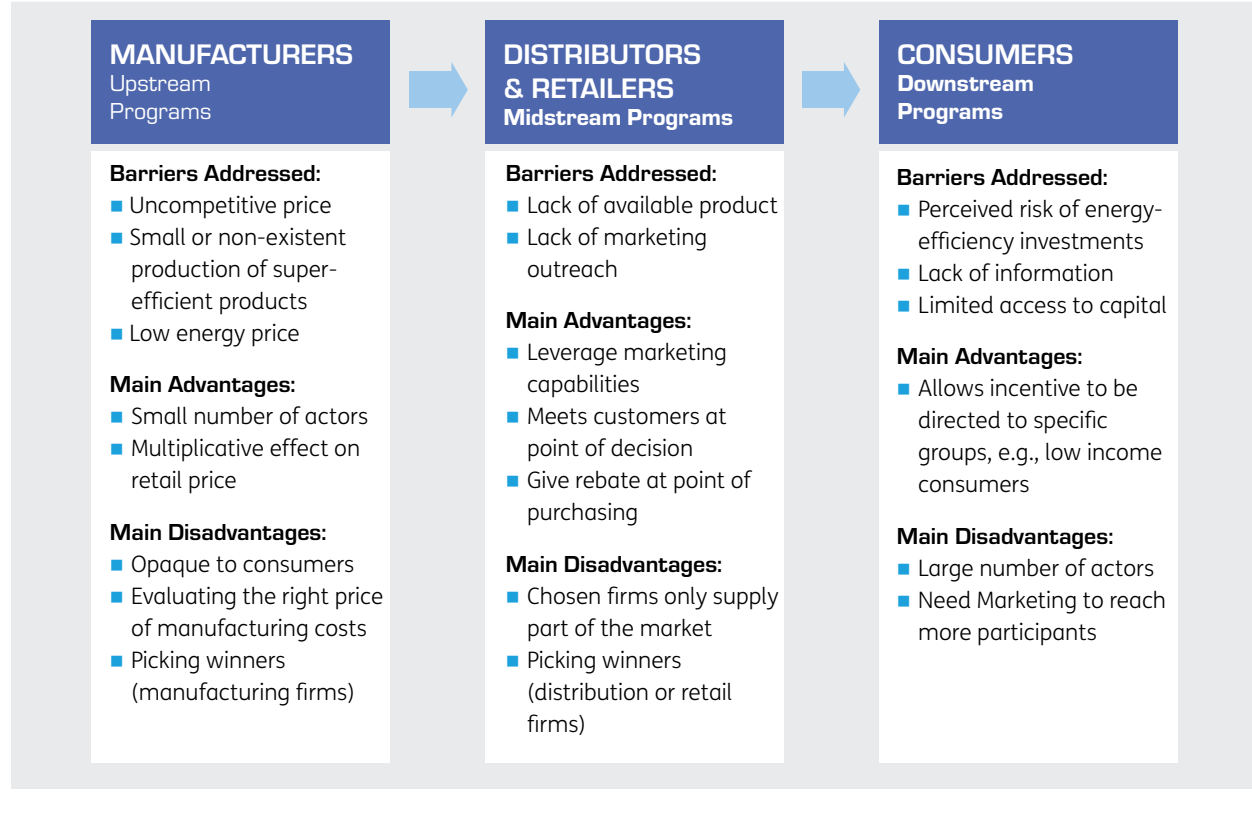 MANUFACTURERS
Upstream
Programs
Barriers Addressed:
Uncompetitive price
Small or non-existent
production of super-
efficient products
Low energy price
Main Advantages:
Small number of actors
Multiplicative effect on
retail price
Main Disadvantages:
Opaque to consumers
Evaluating the right price
of manufacturing costs
Picking winners
(manufacturing firms)
DISTRIBUTORS
& RETAILERS
Midstream Programs
Barriers Addressed:
Lack of available product
Lack of marketing
outreach
Main Advantages:
Leverage marketing
capabilities
Meets customers at
point of decision
Give rebate at point of
purchasing
Main Disadvantages:
Chosen firms only supply
part of the market
Picking winners
(distribution or retail
firms)
CONSUMERS
Downstream
Programs
Barriers Addressed:
Perceived risk of energy-
efficiency investments
Lack of information
Limited access to capital
Main Advantages:
Allows incentive to be
directed to specific
groups, e.g., low income
consumers
Main Disadvantages:
Large number of actors
Need Marketing to reach
more participants